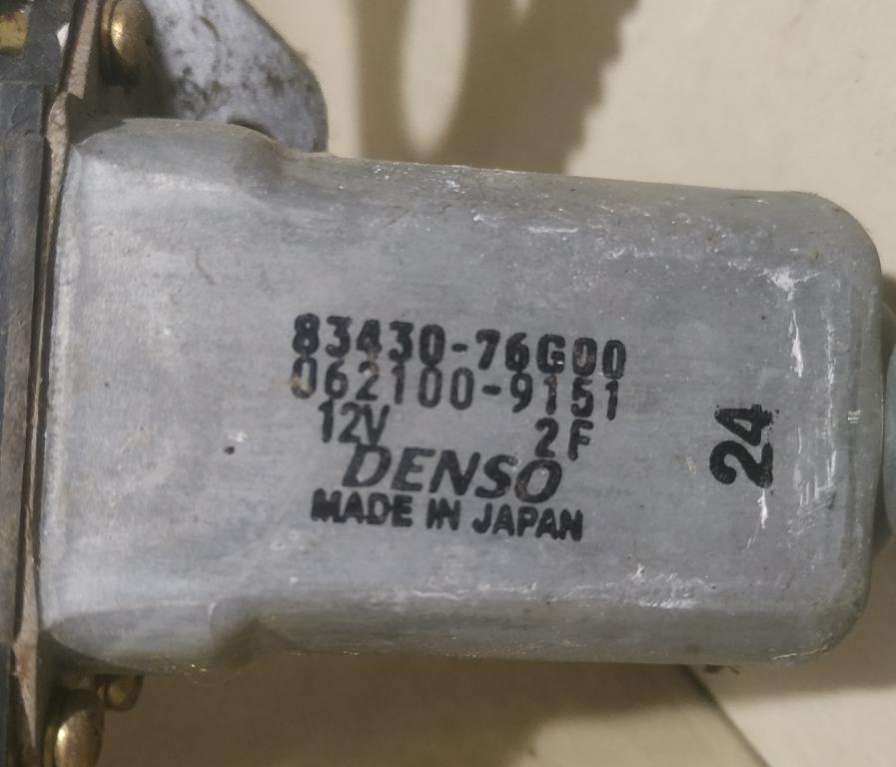 83430-76G00
062100-9151
12V 2F
DENSO
MADE IN JAPAN
24